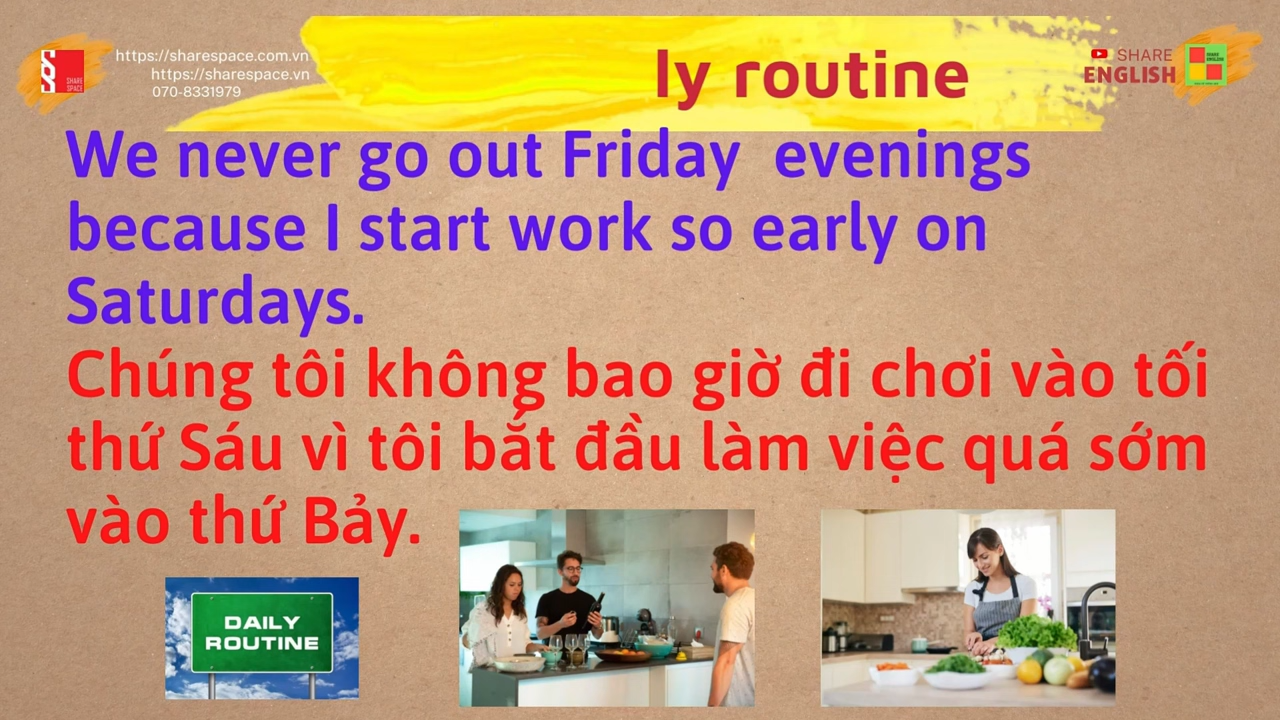 https://sharespace.com.vn
https://sharespace.vn
070-8331979
SHARE
SPACE
ly routine
SHARE
ENGLISH
We never go out Friday evenings
because I start work so early on
Saturdays.
Chúng tôi không bao giờ đi chơi vào tối
thứ Sáu vì tôi bắt đầu làm việc quá sớm
vào thứ Bảy.
DAILY
ROUTINE